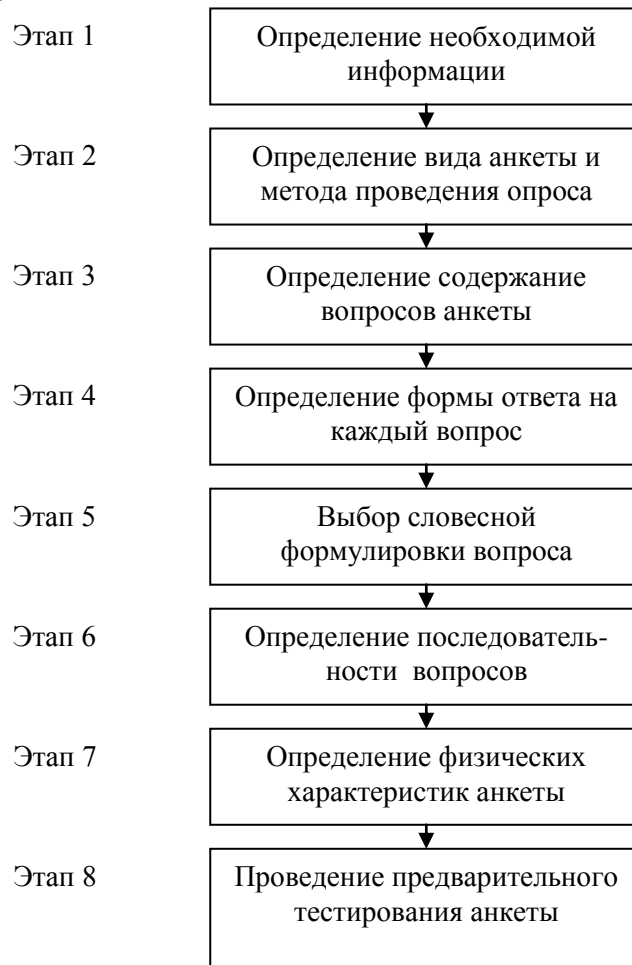 Этап 1
Определение необходимой
информации
Этап 2
Определение вида анкеты и
метода проведения опроса
Этап 3
Определение содержание
вопросов анкеты
Этап 4
Определение формы ответа на
каждый вопрос
Этап 5
Выбор словесной
формулировки вопроса
Этап 6
Определение последователь-
ности вопросов
Этап 7
Определение физических
характеристик анкеты
Этап 8
Проведение предварительного
тестирования анкеты